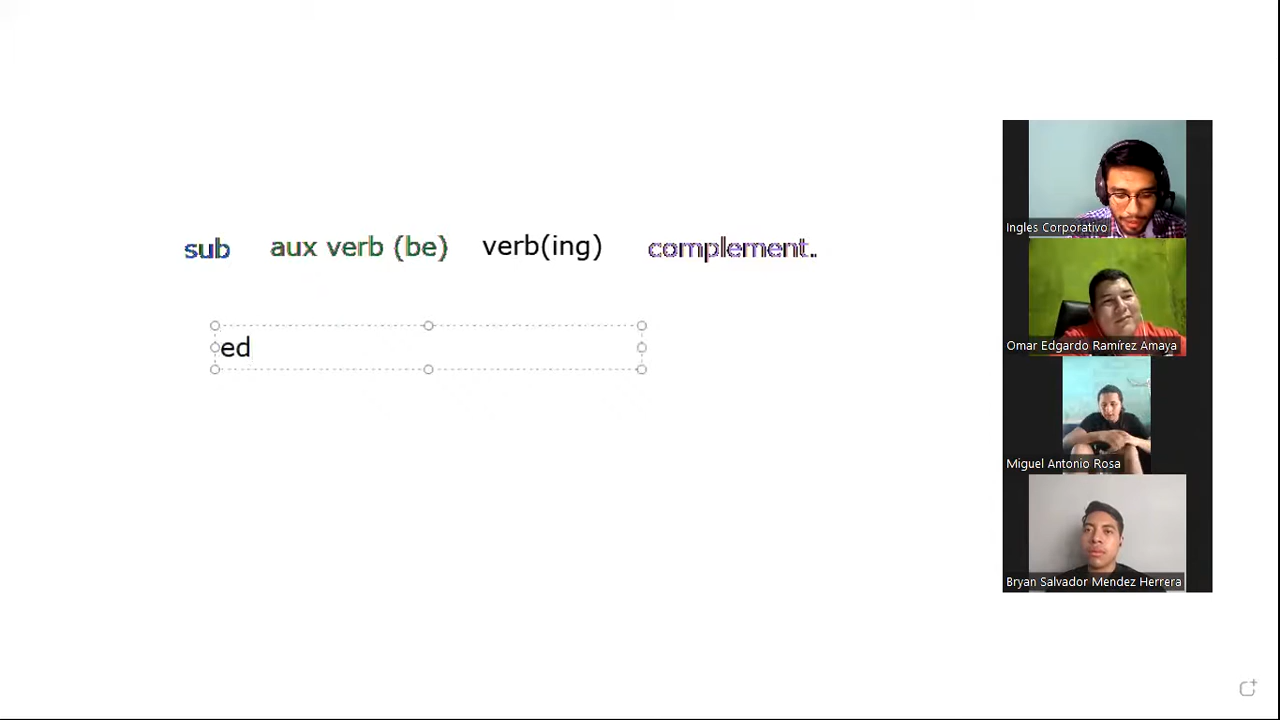 sub aux verb (be) verb(ing) complement.
ed
Ingles Corporativo
Omar Edgardo Ramírez Amaya
Miguel Antonio Rosa
Bryan Salvador Mendez Herrera